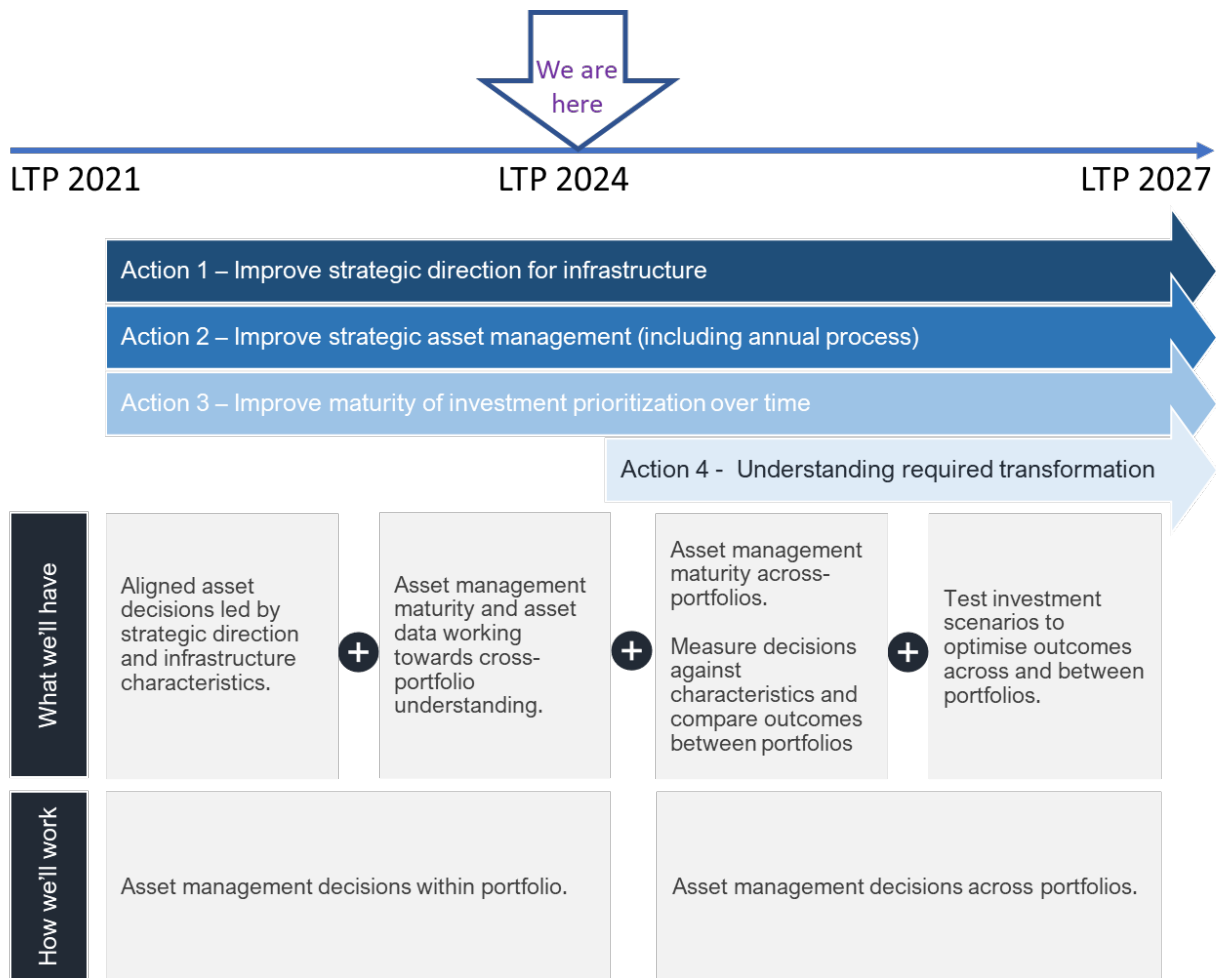 We are
here
LTP 2021
LTP 2024
LTP 2027
Action 1 – Improve strategic direction for infrastructure
Action 2 – Improve strategic asset management (including annual process)
Action 3 – Improve maturity of investment prioritization over time
Action 4 -  Understanding required transformation
What we'll have
Aligned asset
decisions led by
strategic direction
and infrastructure
characteristics.
+
Asset management
maturity and asset
data working
towards cross-
portfolio
understanding.
+
Asset management
maturity across-
portfolios.
Measure decisions
against
characteristics and
compare outcomes
between portfolios
+
Test investment
scenarios to
optimise outcomes
across and between
portfolios.
How we'll work
Asset management decisions within portfolio.
Asset management decisions across portfolios.